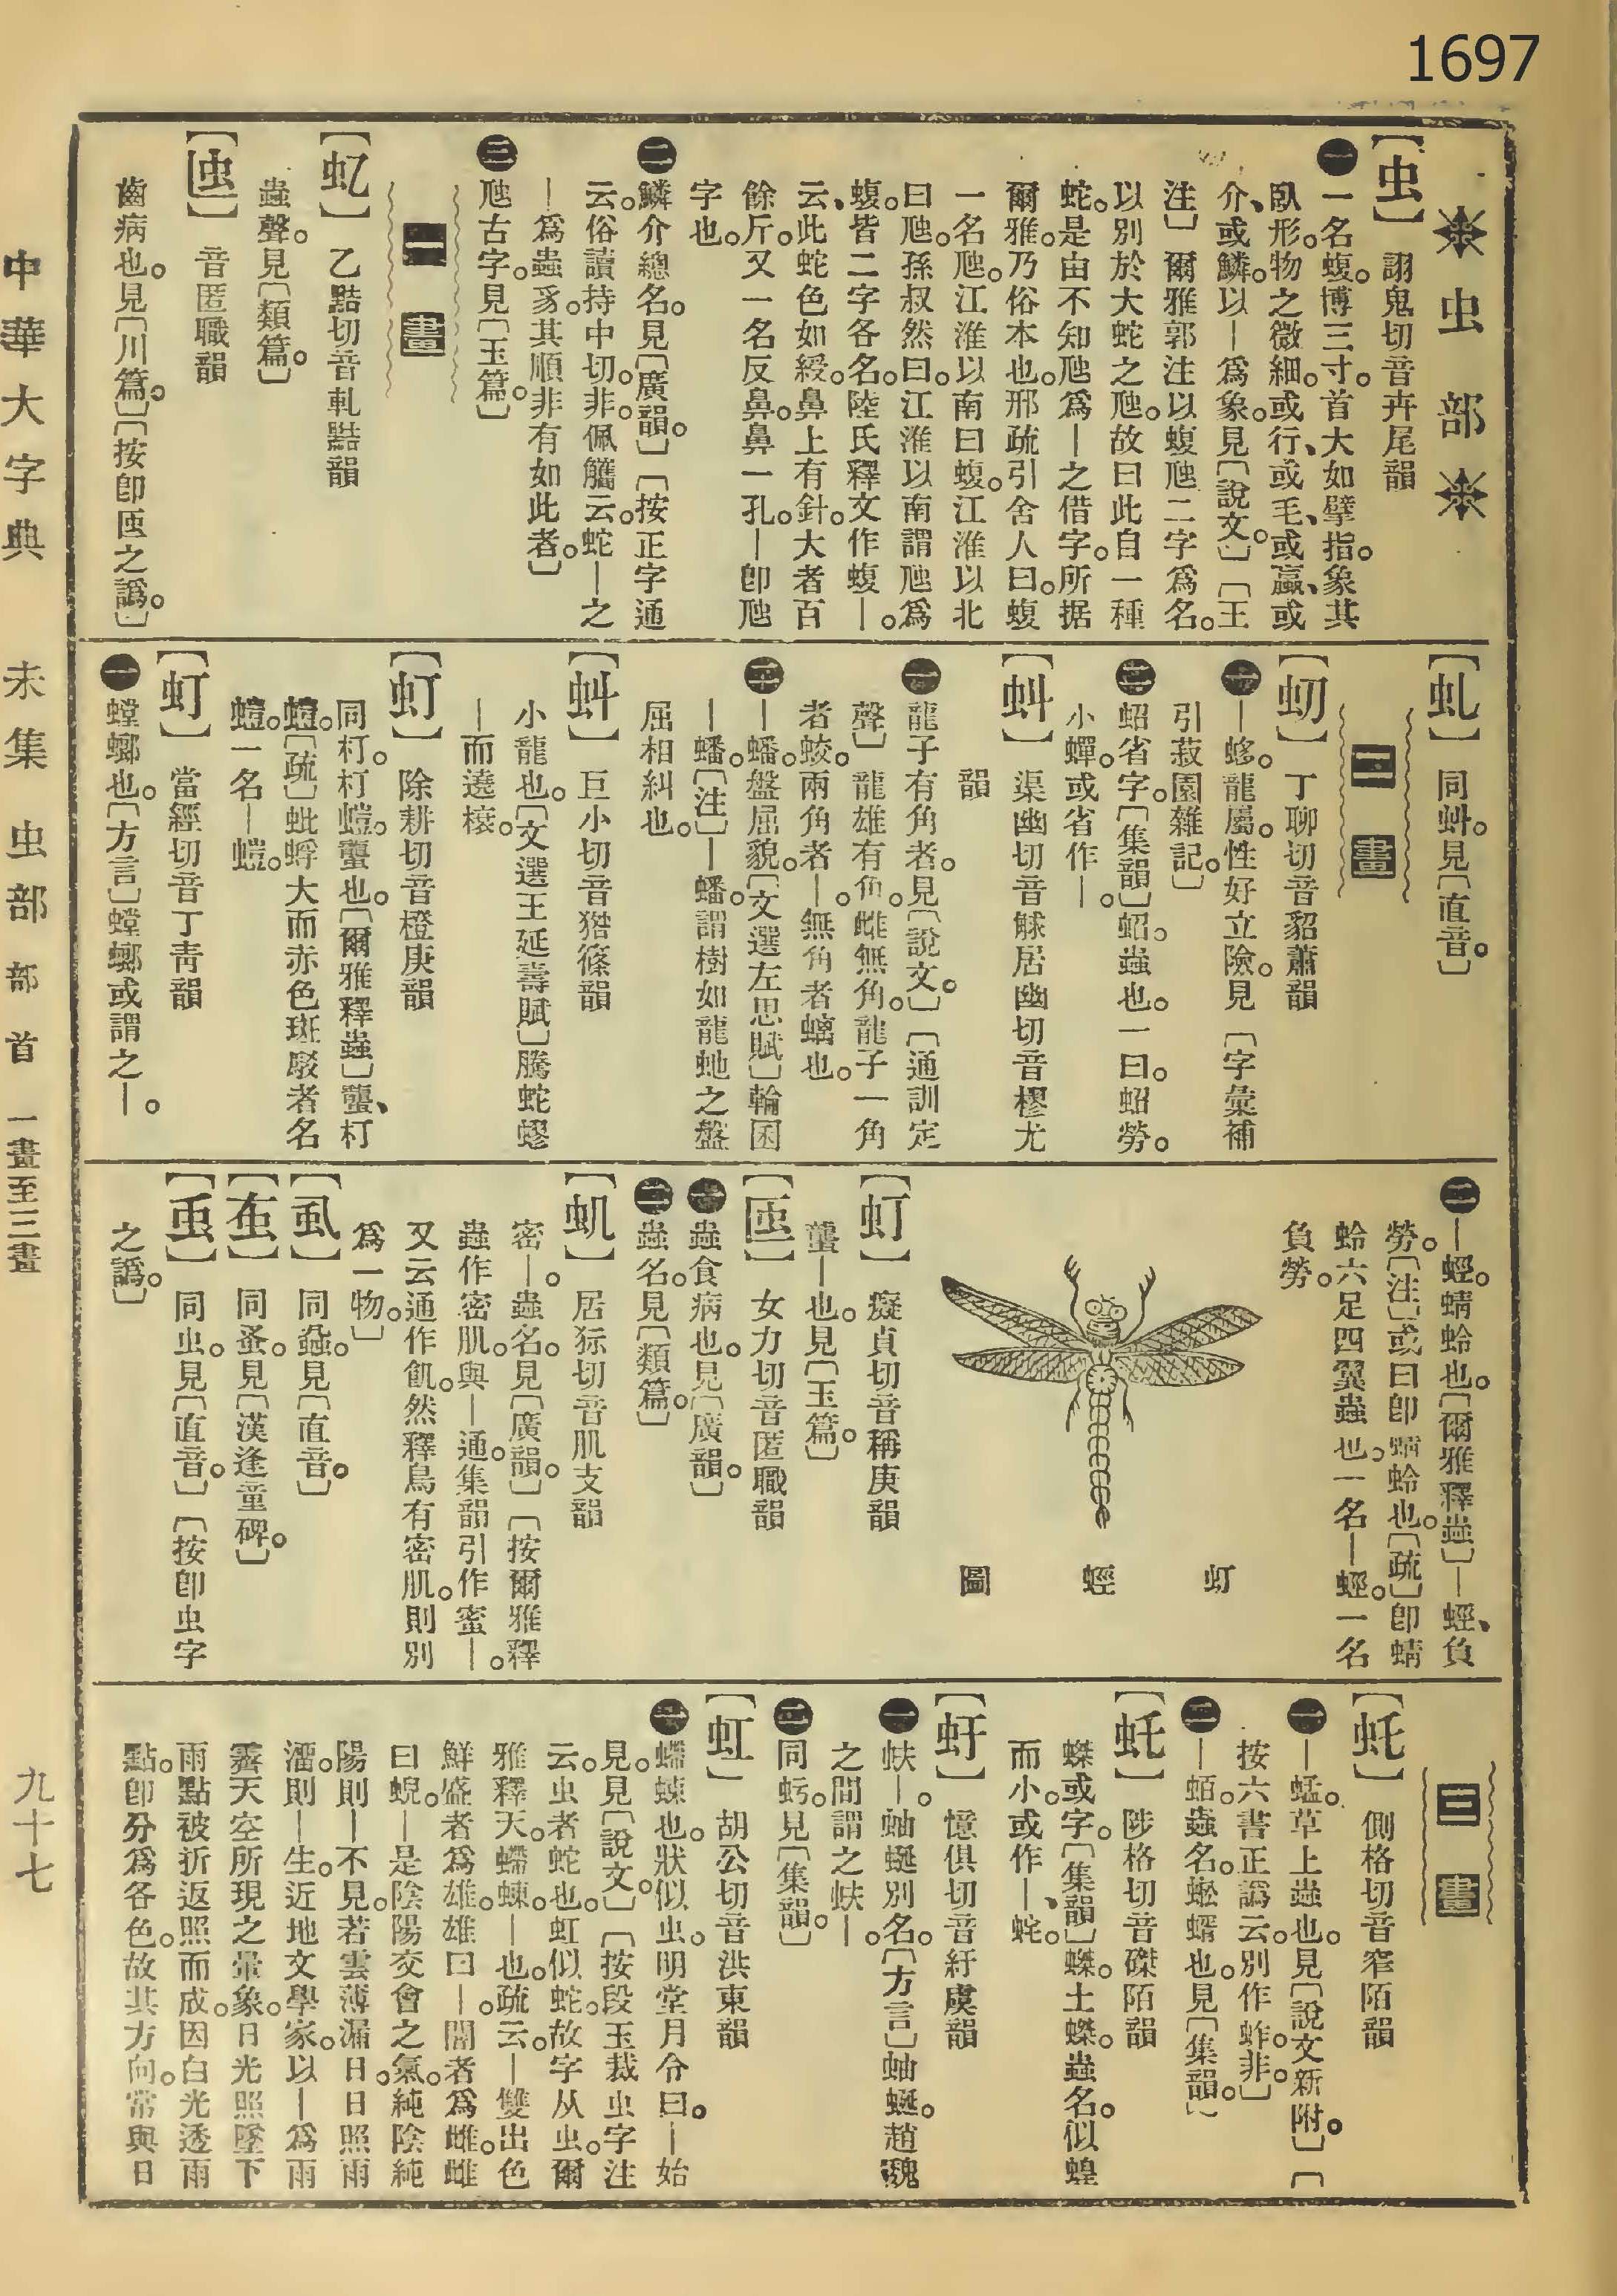 1697
虫部
【虫】 詡鬼切音卉尾韻
㊀一名蝮。博三寸。首大如擘指。象其
臥形。物之微細。或行、或毛、或蠃、或
介、或鱗。以—爲象。見〔說文。〕〔王
注〕爾雅郭注以蝮虺二字爲名。
以別於大蛇之虺。故曰此自一種
蛇。是由不知虺爲—之借字。所据
爾雅。乃俗本也。邢疏引舍人曰。蝮
一名虺。江淮以南曰蝮。江淮以北
曰虺。孫叔然曰。江淮以南謂虺爲
蝮。皆二字各名。陸氏釋文作蝮—。
云、此蛇色如綬。鼻上有針。大者百
餘斤。又一名反鼻。鼻一孔。—卽虺
字也。
㊁鱗介總名。見〔廣韻。〕〔按正字通
云。俗讀持中切。非。佩觿云。蛇—之
—爲蟲豸。其順非有如此者。〕
㊂虺古字。見〔玉篇。〕
一畫
【虬】 乙黠切音軋黠韻
蟲聲。見〔類篇。〕
音匿職韻
齒病也。見〔川篇。〕〔按卽𧈡之譌。〕
【虬】 同虯。見〔直音。〕
二畫
【虭】 丁聊切音貂蕭韻
㊀—蟉。龍屬。性好立險。見〔字彙補
引菽園雜記。〕
㊁蛁省字。〔集韻〕蛁。蟲也。一曰。蛁勞。
小蟬。或省作—。
【虯】 渠幽切音觩居幽切音樛尤
韻
㊀龍子有角者。見〔說文。〕〔通訓定
聲〕龍雄有角。雌無角。龍子一角
者蛟。兩角者—。無角者螭也。
㊁—蟠。盤屈貌。〔文選左思賦〕輪囷
—蟠。〔注〕—蟠。謂樹如龍虵之盤
屈相糾也。
【虯】 巨小切音狣篠韻
小龍也。〔文選王延壽賦〕騰蛇蟉
—而遶榱。
【虰】 除耕切音橙庚韻
同朾。朾螘。蠪也。〔爾雅釋蟲〕蠪、朾
螘。〔疏〕蚍蜉大而赤色斑駁者名
螘。一名—螘。
【虰】 當經切音丁靑韻
㊀螳螂也。〔方言〕螳螂或謂之—。
㊁—蛵。蜻蛉也。〔爾雅釋蟲〕—蛵、負
勞。〔注〕或曰卽蜻蛉也。〔疏〕卽蜻
蛉六足四翼蟲也。一名—蛵。一名
負勞。
虰蛵圖
【虰】 癡貞切音稱庚韻
蠪—也。見〔玉篇。〕
女力切音匿職韻
㊀蟲食病也。見〔廣韻。〕
㊁蟲名。見〔類篇。〕
【虮】 居狋切音肌支韻
密—。蟲名。見〔廣韻。〕〔按爾雅釋
蟲作密肌。與—通。集韻引作蜜—。
又云通作飢。然釋鳥有密肌。則別
爲一物。〕
【虱】 同蝨。見〔直音。〕
同蚤。見〔漢逢童碑。〕
同虫。見〔直音。〕〔按卽虫字
之譌。〕
三畫
【虴】 側格切音窄陌韻
㊀—蜢。草上蟲也。見〔說文新附。〕〔
按六書正譌云。別作蚱。非。〕
㊁—蛨。蟲名。蜙蝑也。見〔集韻。〕
【虴】 陟格切音磔陌韻
蟍或字。〔集韻〕蟍。土蟍。蟲名。似蝗
而小。或作—、蛇。
【虶】 憶俱切音紆虞韻
㊀蚨—。蚰蜒別名。〔方言〕蚰蜒。趙魏
之間謂之蚨—。
㊁同蝺。見〔集韻。〕
【虹】 胡公切音洪東韻
㊀螮蝀也。狀似虫。明堂月令曰。—始
見。見〔說文。〕〔按段玉裁虫字注
云。虫者蛇也。虹似蛇。故字从虫。爾
雅釋天。螮蝀。—也。疏云。—雙出色
鮮盛者爲雄。雄曰—。闇者爲雌。雌
曰蜺。—是陰陽交會之氣。純陰純
陽則—不見。若雲薄漏日。日照雨
滴。則—生。近地文學家。以—爲雨
霽天空所現之暈象。日光照墜下
雨點被折返照而成。因白光透雨
點。卽分爲各色。故其方向。常與日
中華大字典 未集 虫部 部首 一畫至三畫 九十七